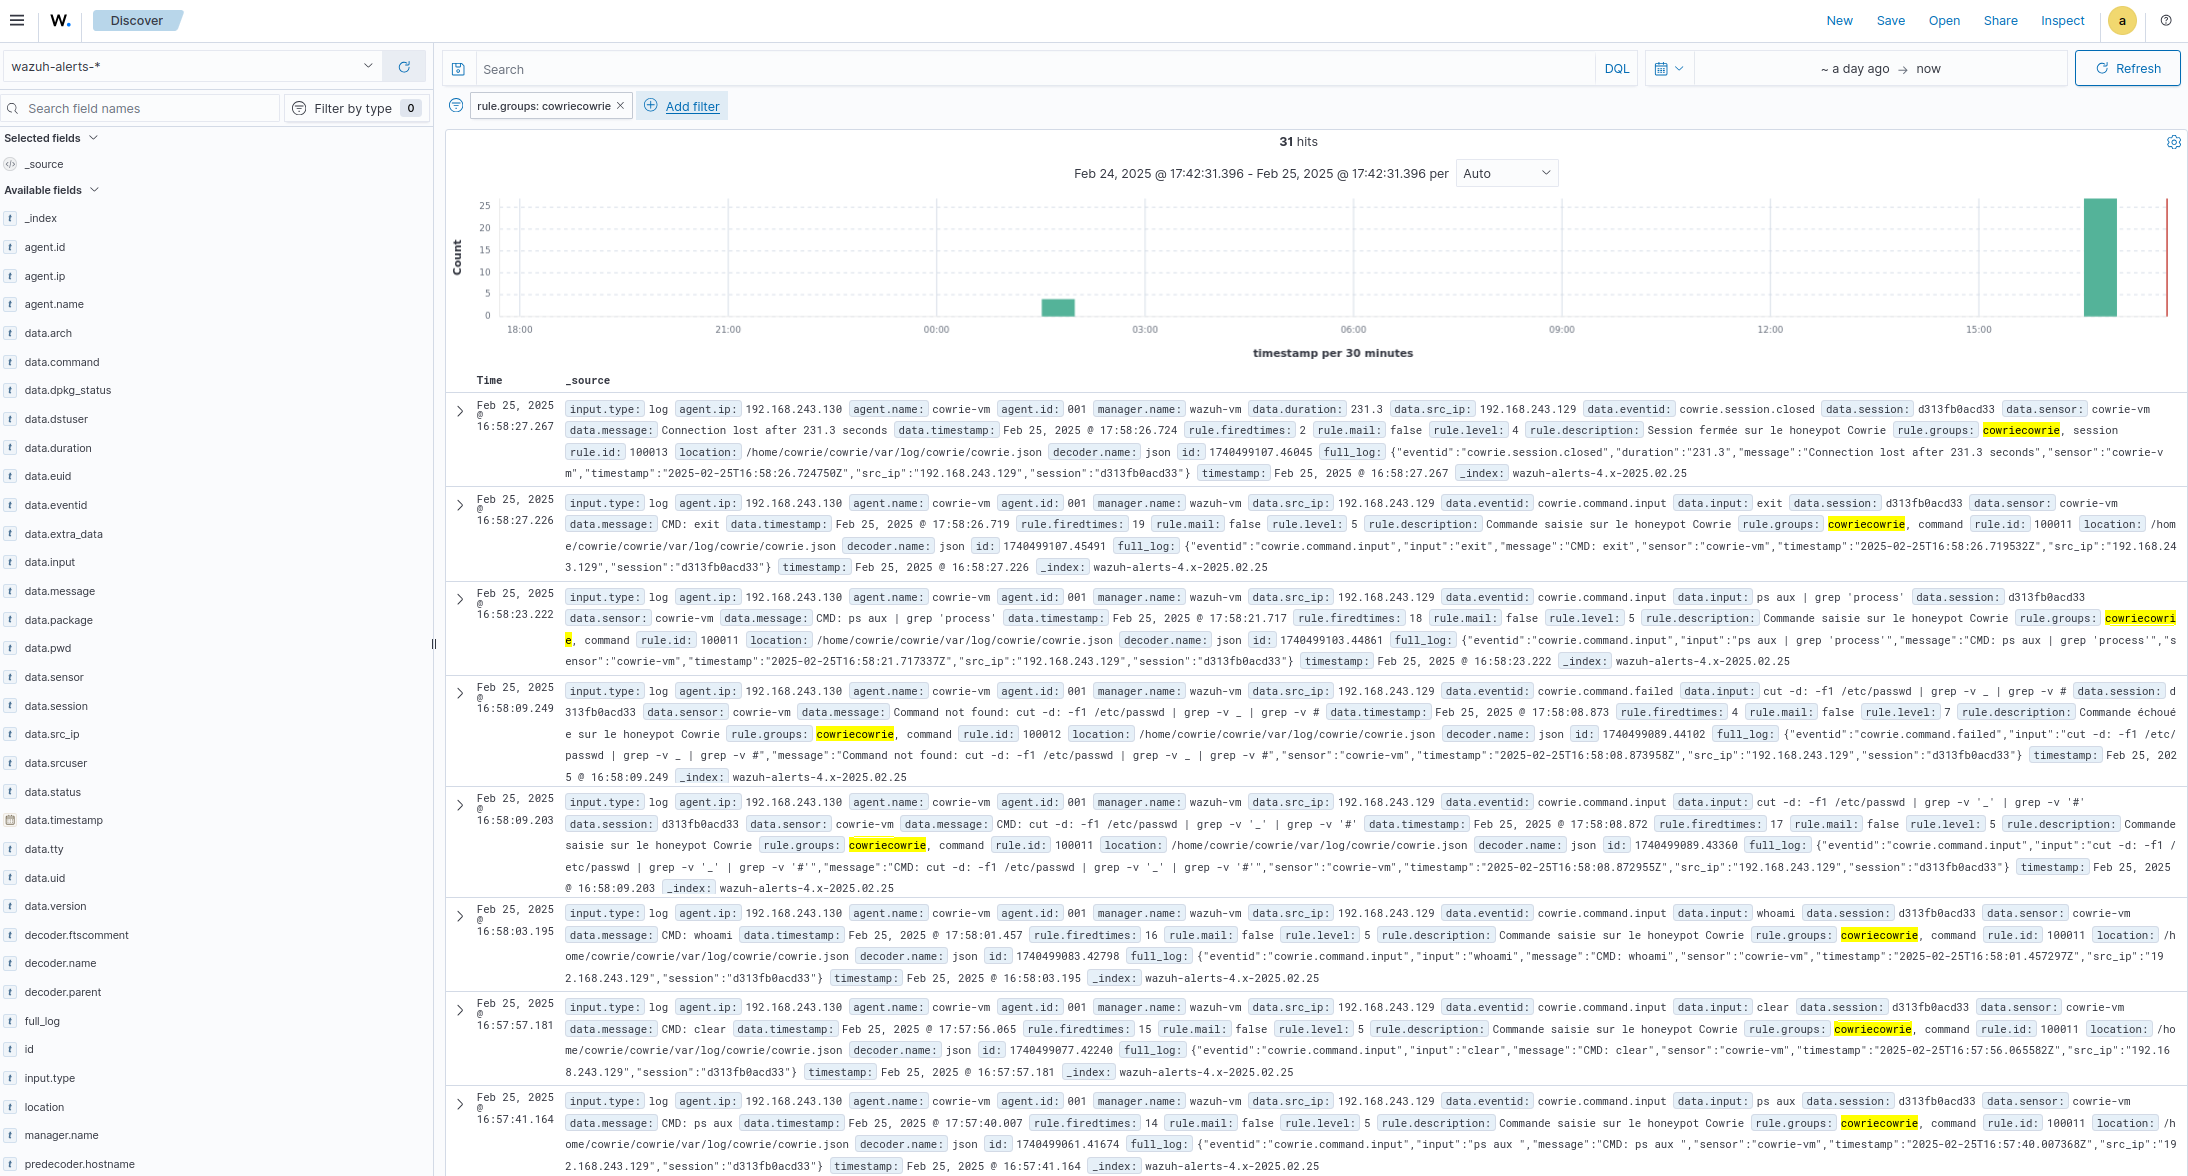 W. Discover New Save Open Share Inspect a
wazuh-alerts-*
Search DQL ~ a day ago → now Refresh
Search field names Filter by type 0
rule.groups: cowriecowrie × Add filter
Selected fields
_source
Available fields
_index
agent.id
agent.ip
agent.name
data.arch
data.command
data.dpkg_status
data.dstuser
data.duration
data.euid
data.eventid
data.extra_data
data.input
data.message
data.package
data.pwd
data.sensor
data.session
data.src_ip
data.srcuser
data.status
data.timestamp
data.tty
data.uid
data.version
decoder.ftscomment
decoder.name
decoder.parent
full_log
id
input.type
location
manager.name
predecoder.hostname
31 hits
Feb 24, 2025 @ 17:42:31.396 - Feb 25, 2025 @ 17:42:31.396 per Auto
Count
25
20
15
10
5
0
18:00 21:00 00:00 03:00 06:00 09:00 12:00 15:00
timestamp per 30 minutes
Time _source
Feb 25, 2025 @ 16:58:27.267
input.type: log agent.ip: 192.168.243.130 agent.name: cowrie-vm agent.id: 001 manager.name: wazuh-vm data.duration: 231.3 data.src_ip: 192.168.243.129 data.eventid: cowrie.session.closed data.session: d313fb0acd33 data.sensor: cowrie-vm
data.message: Connection lost after 231.3 seconds data.timestamp: Feb 25, 2025 @ 17:58:26.724 rule.firedtimes: 2 rule.mail: false rule.level: 4 rule.description: Session fermée sur le honeypot Cowrie rule.groups: cowriecowrie, session
rule.id: 100013 location: /home/cowrie/cowrie/var/log/cowrie/cowrie.json decoder.name: json id: 1740499107.46045 full_log: {"eventid":"cowrie.session.closed","duration":"231.3","message":"Connection lost after 231.3 seconds","sensor":"cowrie-v
m","timestamp":"2025-02-25T16:58:26.724750Z","src_ip":"192.168.243.129","session":"d313fb0acd33"} timestamp: Feb 25, 2025 @ 16:58:27.267 _index: wazuh-alerts-4.x-2025.02.25
Feb 25, 2025 @ 16:58:27.226
input.type: log agent.ip: 192.168.243.130 agent.name: cowrie-vm agent.id: 001 manager.name: wazuh-vm data.src_ip: 192.168.243.129 data.eventid: cowrie.command.input data.input: exit data.session: d313fb0acd33 data.sensor: cowrie-vm
data.message: CMD: exit data.timestamp: Feb 25, 2025 @ 17:58:26.719 rule.firedtimes: 19 rule.mail: false rule.level: 5 rule.description: Commande saisie sur le honeypot Cowrie rule.groups: cowriecowrie, command rule.id: 100011 location: /hom
e/cowrie/cowrie/var/log/cowrie/cowrie.json decoder.name: json id: 1740499107.45491 full_log: {"eventid":"cowrie.command.input","input":"exit","message":"CMD: exit","sensor":"cowrie-vm","timestamp":"2025-02-25T16:58:26.719532Z","src_ip":"192.168.24
3.129","session":"d313fb0acd33"} timestamp: Feb 25, 2025 @ 16:58:27.226 _index: wazuh-alerts-4.x-2025.02.25
Feb 25, 2025 @ 16:58:23.222
input.type: log agent.ip: 192.168.243.130 agent.name: cowrie-vm agent.id: 001 manager.name: wazuh-vm data.src_ip: 192.168.243.129 data.eventid: cowrie.command.input data.input: ps aux | grep 'process' data.session: d313fb0acd33
data.sensor: cowrie-vm data.message: CMD: ps aux | grep 'process' data.timestamp: Feb 25, 2025 @ 17:58:21.717 rule.firedtimes: 18 rule.mail: false rule.level: 5 rule.description: Commande saisie sur le honeypot Cowrie rule.groups: cowriecowri
e, command rule.id: 100011 location: /home/cowrie/cowrie/var/log/cowrie/cowrie.json decoder.name: json id: 1740499103.44861 full_log: {"eventid":"cowrie.command.input","input":"ps aux | grep 'process'","message":"CMD: ps aux | grep 'process'","s
ensor":"cowrie-vm","timestamp":"2025-02-25T16:58:21.717337Z","src_ip":"192.168.243.129","session":"d313fb0acd33"} timestamp: Feb 25, 2025 @ 16:58:23.222 _index: wazuh-alerts-4.x-2025.02.25
Feb 25, 2025 @ 16:58:09.249
input.type: log agent.ip: 192.168.243.130 agent.name: cowrie-vm agent.id: 001 manager.name: wazuh-vm data.src_ip: 192.168.243.129 data.eventid: cowrie.command.failed data.input: cut -d: -f1 /etc/passwd | grep -v _ | grep -v # data.session: d
313fb0acd33 data.sensor: cowrie-vm data.message: Command not found: cut -d: -f1 /etc/passwd | grep -v _ | grep -v # data.timestamp: Feb 25, 2025 @ 17:58:08.873 rule.firedtimes: 4 rule.mail: false rule.level: 7 rule.description: Commande échoué
e sur le honeypot Cowrie rule.groups: cowriecowrie, command rule.id: 100012 location: /home/cowrie/cowrie/var/log/cowrie/cowrie.json decoder.name: json id: 1740499089.44102 full_log: {"eventid":"cowrie.command.failed","input":"cut -d: -f1 /etc/
passwd | grep -v _ | grep -v #","message":"Command not found: cut -d: -f1 /etc/passwd | grep -v _ | grep -v #","sensor":"cowrie-vm","timestamp":"2025-02-25T16:58:08.873958Z","src_ip":"192.168.243.129","session":"d313fb0acd33"} timestamp: Feb 25, 202
5 @ 16:58:09.249 _index: wazuh-alerts-4.x-2025.02.25
Feb 25, 2025 @ 16:58:09.203
input.type: log agent.ip: 192.168.243.130 agent.name: cowrie-vm agent.id: 001 manager.name: wazuh-vm data.src_ip: 192.168.243.129 data.eventid: cowrie.command.input data.input: cut -d: -f1 /etc/passwd | grep -v '_' | grep -v '#'
data.session: d313fb0acd33 data.sensor: cowrie-vm data.message: CMD: cut -d: -f1 /etc/passwd | grep -v '_' | grep -v '#' data.timestamp: Feb 25, 2025 @ 17:58:08.872 rule.firedtimes: 17 rule.mail: false rule.level: 5 rule.description: Commande
saisie sur le honeypot Cowrie rule.groups: cowriecowrie, command rule.id: 100011 location: /home/cowrie/cowrie/var/log/cowrie/cowrie.json decoder.name: json id: 1740499089.43360 full_log: {"eventid":"cowrie.command.input","input":"cut -d: -f1 /
etc/passwd | grep -v '_' | grep -v '#'","message":"CMD: cut -d: -f1 /etc/passwd | grep -v '_' | grep -v '#'","sensor":"cowrie-vm","timestamp":"2025-02-25T16:58:08.872955Z","src_ip":"192.168.243.129","session":"d313fb0acd33"} timestamp: Feb 25, 2025
@ 16:58:09.203 _index: wazuh-alerts-4.x-2025.02.25
Feb 25, 2025 @ 16:58:03.195
input.type: log agent.ip: 192.168.243.130 agent.name: cowrie-vm agent.id: 001 manager.name: wazuh-vm data.src_ip: 192.168.243.129 data.eventid: cowrie.command.input data.input: whoami data.session: d313fb0acd33 data.sensor: cowrie-vm
data.message: CMD: whoami data.timestamp: Feb 25, 2025 @ 17:58:01.457 rule.firedtimes: 16 rule.mail: false rule.level: 5 rule.description: Commande saisie sur le honeypot Cowrie rule.groups: cowriecowrie, command rule.id: 100011 location: /h
ome/cowrie/cowrie/var/log/cowrie/cowrie.json decoder.name: json id: 1740499083.42798 full_log: {"eventid":"cowrie.command.input","input":"whoami","message":"CMD: whoami","sensor":"cowrie-vm","timestamp":"2025-02-25T16:58:01.457297Z","src_ip":"19
2.168.243.129","session":"d313fb0acd33"} timestamp: Feb 25, 2025 @ 16:58:03.195 _index: wazuh-alerts-4.x-2025.02.25
Feb 25, 2025 @ 16:57:57.181
input.type: log agent.ip: 192.168.243.130 agent.name: cowrie-vm agent.id: 001 manager.name: wazuh-vm data.src_ip: 192.168.243.129 data.eventid: cowrie.command.input data.input: clear data.session: d313fb0acd33 data.sensor: cowrie-vm
data.message: CMD: clear data.timestamp: Feb 25, 2025 @ 17:57:56.065 rule.firedtimes: 15 rule.mail: false rule.level: 5 rule.description: Commande saisie sur le honeypot Cowrie rule.groups: cowriecowrie, command rule.id: 100011 location: /ho
me/cowrie/cowrie/var/log/cowrie/cowrie.json decoder.name: json id: 1740499077.42240 full_log: {"eventid":"cowrie.command.input","input":"clear","message":"CMD: clear","sensor":"cowrie-vm","timestamp":"2025-02-25T16:57:56.065582Z","src_ip":"192.16
8.243.129","session":"d313fb0acd33"} timestamp: Feb 25, 2025 @ 16:57:57.181 _index: wazuh-alerts-4.x-2025.02.25
Feb 25, 2025 @ 16:57:41.164
input.type: log agent.ip: 192.168.243.130 agent.name: cowrie-vm agent.id: 001 manager.name: wazuh-vm data.src_ip: 192.168.243.129 data.eventid: cowrie.command.input data.input: ps aux data.session: d313fb0acd33 data.sensor: cowrie-vm
data.message: CMD: ps aux data.timestamp: Feb 25, 2025 @ 17:57:40.007 rule.firedtimes: 14 rule.mail: false rule.level: 5 rule.description: Commande saisie sur le honeypot Cowrie rule.groups: cowriecowrie, command rule.id: 100011 location: /h
ome/cowrie/cowrie/var/log/cowrie/cowrie.json decoder.name: json id: 1740499061.41674 full_log: {"eventid":"cowrie.command.input","input":"ps aux ","message":"CMD: ps aux ","sensor":"cowrie-vm","timestamp":"2025-02-25T16:57:40.007368Z","src_ip":"19
2.168.243.129","session":"d313fb0acd33"} timestamp: Feb 25, 2025 @ 16:57:41.164 _index: wazuh-alerts-4.x-2025.02.25